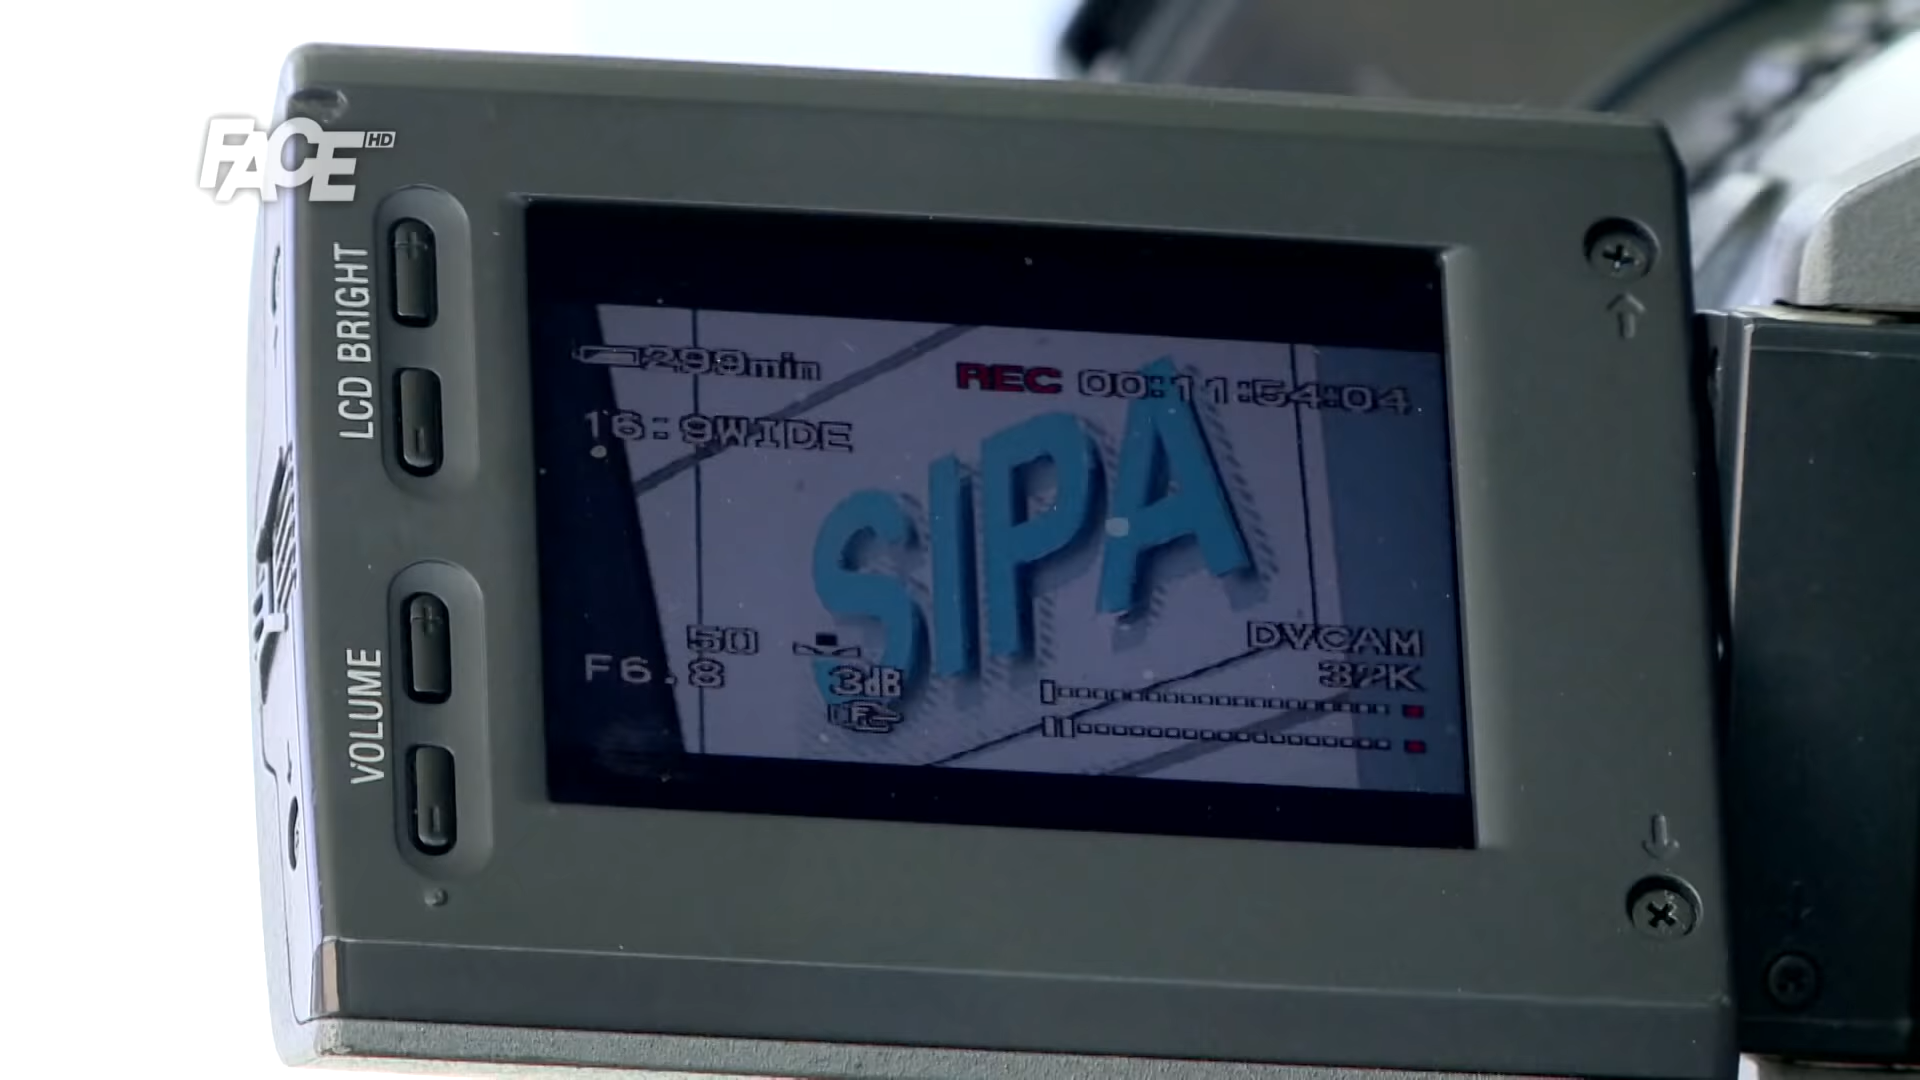 FACE HD
LCD BRIGHT
VOLUME
299min
REC 00:11:54:04
16:9WIDE
SIPA
50
F6.8
3dB
DVCAM
32K